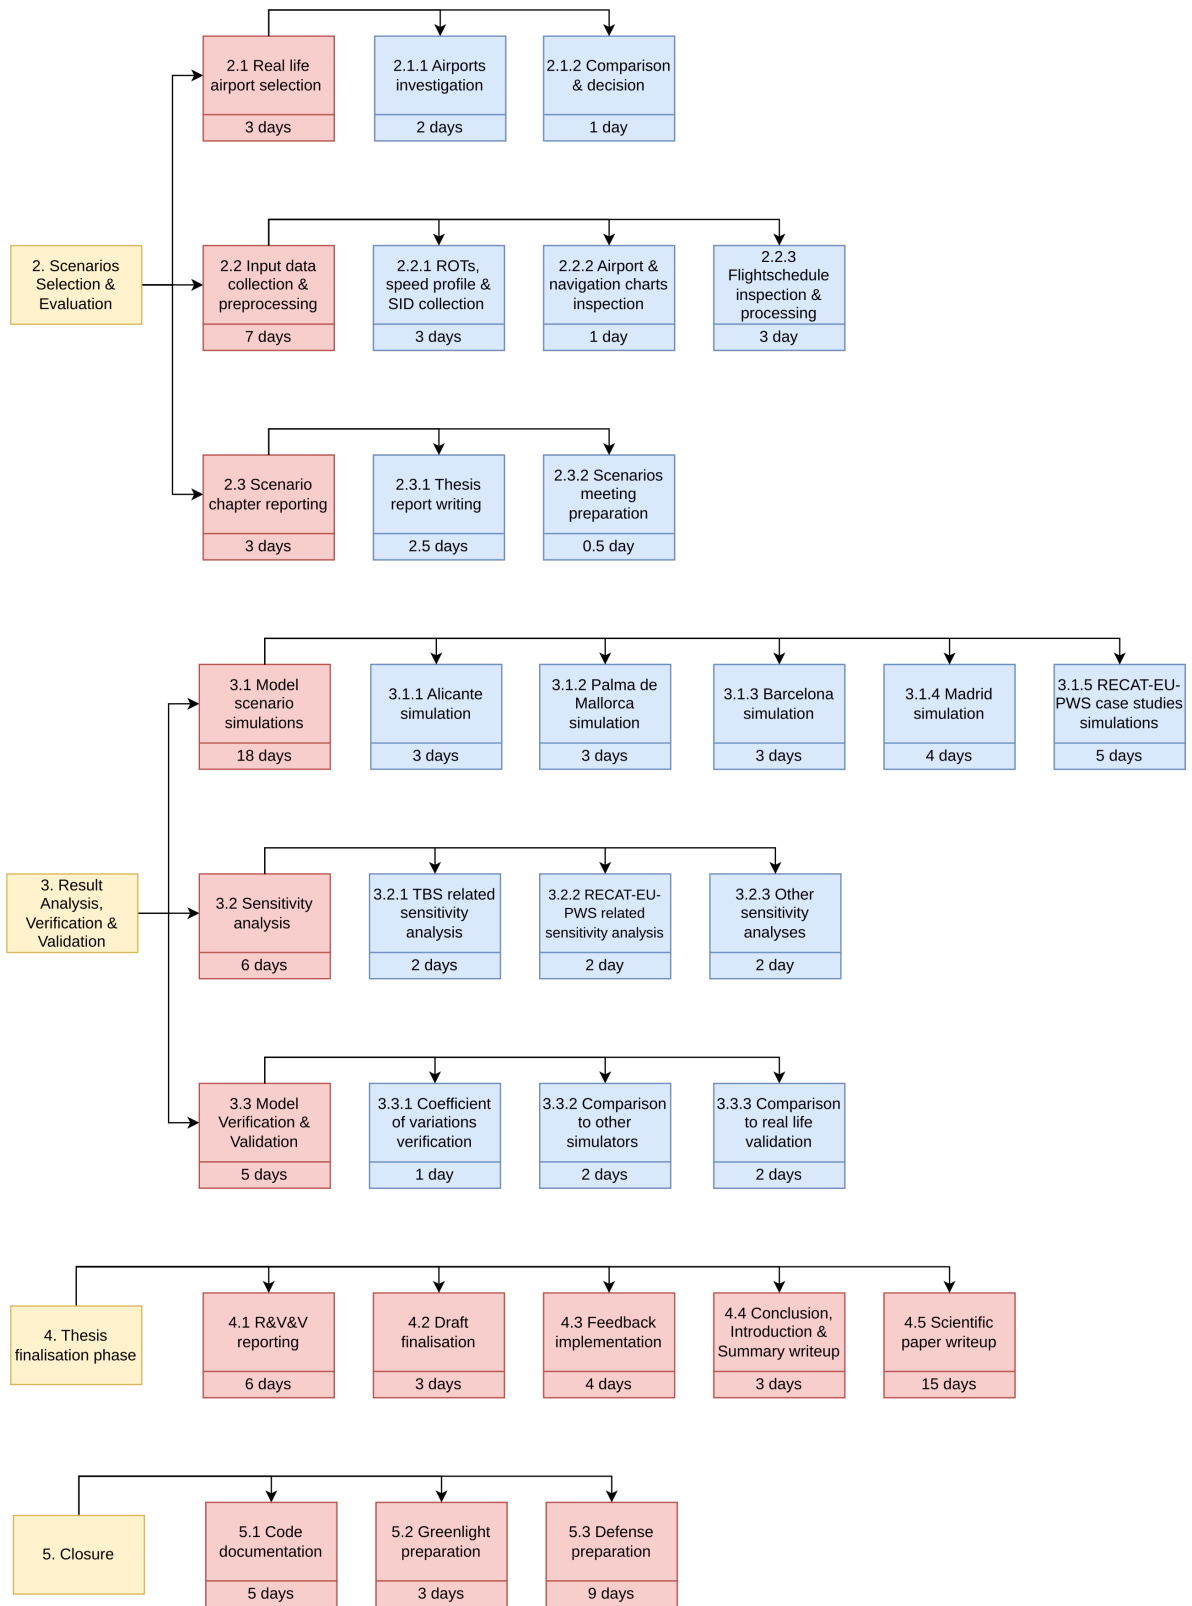 2.1 Real life
airport selection
3 days
2.1.1 Airports
investigation
2 days
2.1.2 Comparison
& decision
1 day
2. Scenarios
Selection &
Evaluation
2.2 Input data
collection &
preprocessing
7 days
2.2.1 ROTs,
speed profile &
SID collection
3 days
2.2.2 Airport &
navigation charts
inspection
1 day
2.2.3
Flightschedule
inspection &
processing
3 day
2.3 Scenario
chapter reporting
3 days
2.3.1 Thesis
report writing
2.5 days
2.3.2 Scenarios
meeting
preparation
0.5 day
3.1 Model
scenario
simulations
18 days
3.1.1 Alicante
simulation
3 days
3.1.2 Palma de
Mallorca
simulation
3 days
3.1.3 Barcelona
simulation
3 days
3.1.4 Madrid
simulation
4 days
3.1.5 RECAT-EU-
PWS case studies
simulations
5 days
3. Result
Analysis,
Verification &
Validation
3.2 Sensitivity
analysis
6 days
3.2.1 TBS related
sensitivity
analysis
2 days
3.2.2 RECAT-EU-
PWS related
sensitivity analysis
2 day
3.2.3 Other
sensitivity
analyses
2 day
3.3 Model
Verification &
Validation
5 days
3.3.1 Coefficient
of variations
verification
1 day
3.3.2 Comparison
to other
simulators
2 days
3.3.3 Comparison
to real life
validation
2 days
4. Thesis
finalisation phase
4.1 R&V&V
reporting
6 days
4.2 Draft
finalisation
3 days
4.3 Feedback
implementation
4 days
4.4 Conclusion,
Introduction &
Summary writeup
3 days
4.5 Scientific
paper writeup
15 days
5. Closure
5.1 Code
documentation
5 days
5.2 Greenlight
preparation
3 days
5.3 Defense
preparation
9 days